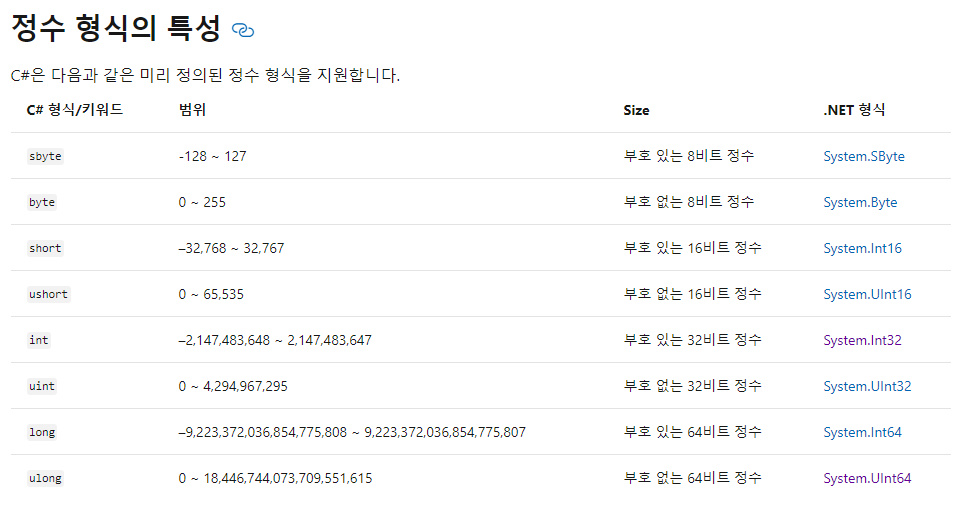 정수 형식의 특성
C#은 다음과 같은 미리 정의된 정수 형식을 지원합니다.
C# 형식/키워드 범위 Size .NET 형식
sbyte -128 ~ 127 부호 있는 8비트 정수 System.SByte
byte 0 ~ 255 부호 없는 8비트 정수 System.Byte
short –32,768 ~ 32,767 부호 있는 16비트 정수 System.Int16
ushort 0 ~ 65,535 부호 없는 16비트 정수 System.UInt16
int –2,147,483,648 ~ 2,147,483,647 부호 있는 32비트 정수 System.Int32
uint 0 ~ 4,294,967,295 부호 없는 32비트 정수 System.UInt32
long –9,223,372,036,854,775,808 ~ 9,223,372,036,854,775,807 부호 있는 64비트 정수 System.Int64
ulong 0 ~ 18,446,744,073,709,551,615 부호 없는 64비트 정수 System.UInt64